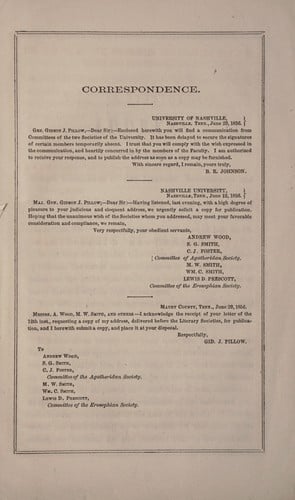 CORRESPONDENCE.
UNIVERSITY OF NASHVILLE,
NASHVILLE, TENN., June 20, 1856.
GEN. GIDEON J. PILLOW,—DEAR SIR;—Enclosed herewith you will find a communication from
Committees of the two Societies of the University. It has been delayed to secure the signatures
of certain members temporarily absent. I trust that you will comply with the wish expressed in
the communication, and heartily concurred in by the members of the Faculty. I am authorized
to receive your response, and to publish the address as soon as a copy may be furnished.
With sincere regard, I remain, yours truly,
B. R. JOHNSON.
NASHVILLE UNIVERSITY,
NASHVILLE, TENN., June 12, 1856.
MAJ. GEN. GIDEON J. PILLOW;—DEAR SIR;—Having listened, last evening, with a high degree of
pleasure to your judicious and eloquent address, we urgently solicit a copy for publication.
Hoping that the unanimous wish of the Societies whom you addressed, may meet your favorable
consideration and compliance, we remain,
Very respectfully, your obedient servants,
ANDREW WOOD,
S. G. SMITH,
C. J. FOSTER,
Committee of Agatheridian Society.
M. W. SMITH,
WM. C. SMITH,
LEWIS D. PRESCOTT,
Committee of the Erosophian Society.
MAURY COUNTY, TENN., June 29, 1856.
MESSRS. A. WOOD, M. W. SMITH, AND OTHERS—I acknowledge the receipt of your letter of the
12th inst., requesting a copy of my address, delivered before the Literary Societies, for publica-
tion, and I herewith submit a copy, and place it at your disposal.
Respectfully,
GID. J. PILLOW.
To
ANDREW WOOD,
S. G. SMITH,
C. J. FOSTER,
Committee of the Agatheridian Society.
M. W. SMITH,
WM. C. SMITH,
LEWIS D. PRESCOTT,
Committee of the Erosophian Society.